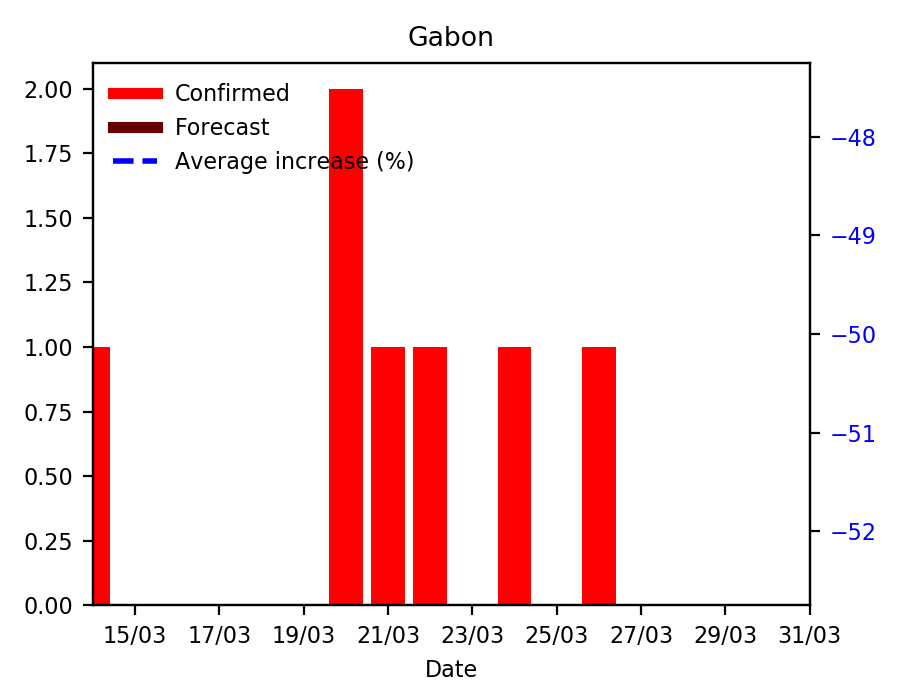 Gabon
Confirmed
Forecast
Average increase (%)
2.00
1.75
1.50
1.25
1.00
0.75
0.50
0.25
0.00
−48
−49
−50
−51
−52
15/03 17/03 19/03 21/03 23/03 25/03 27/03 29/03 31/03
Date